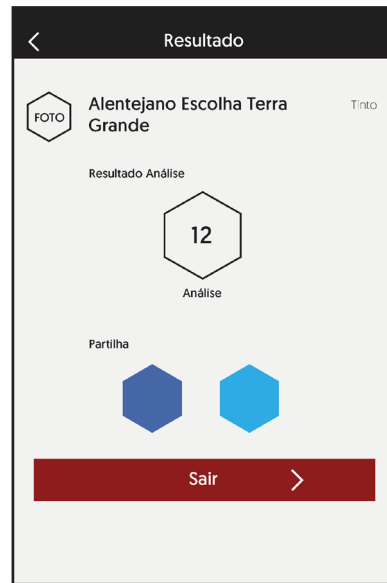 Resultado
FOTO
Alentejano Escolha Terra
Grande
Tinto
Resultado Análise
12
Análise
Partilha
Sair